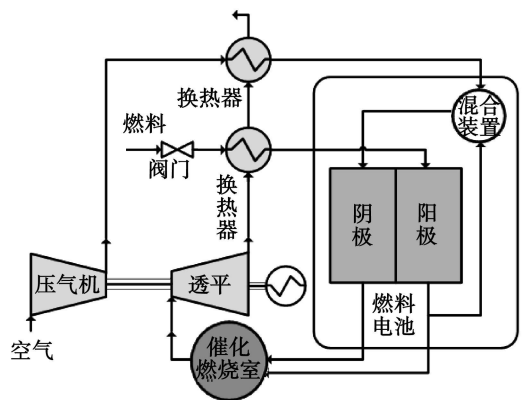 换热器
混合
装置
燃料
阀门
换热器
阴极
阳极
压气机
透平
燃料
电池
空气
催化
燃烧室